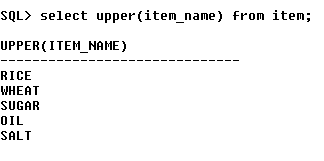 SQL> select upper(item_name) from item;
UPPER(ITEM_NAME)
------------------------------
RICE
WHEAT
SUGAR
OIL
SALT